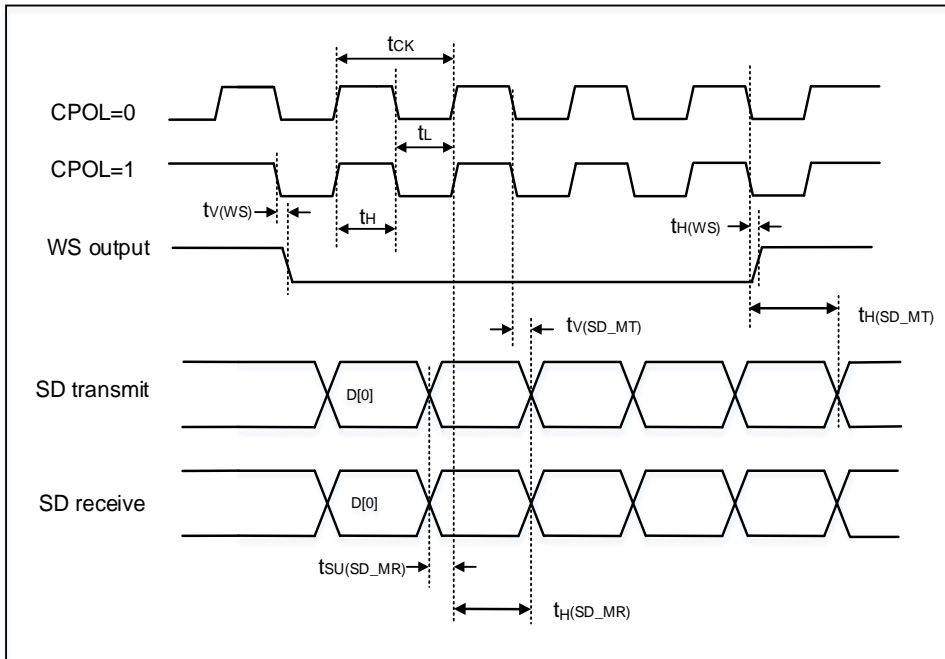 tCK
CPOL=0
tL
CPOL=1
tV(WS)
tH
tH(WS)
WS output
tV(SD_MT)
tH(SD_MT)
SD transmit
D[0]
SD receive
D[0]
tSU(SD_MR)
tH(SD_MR)